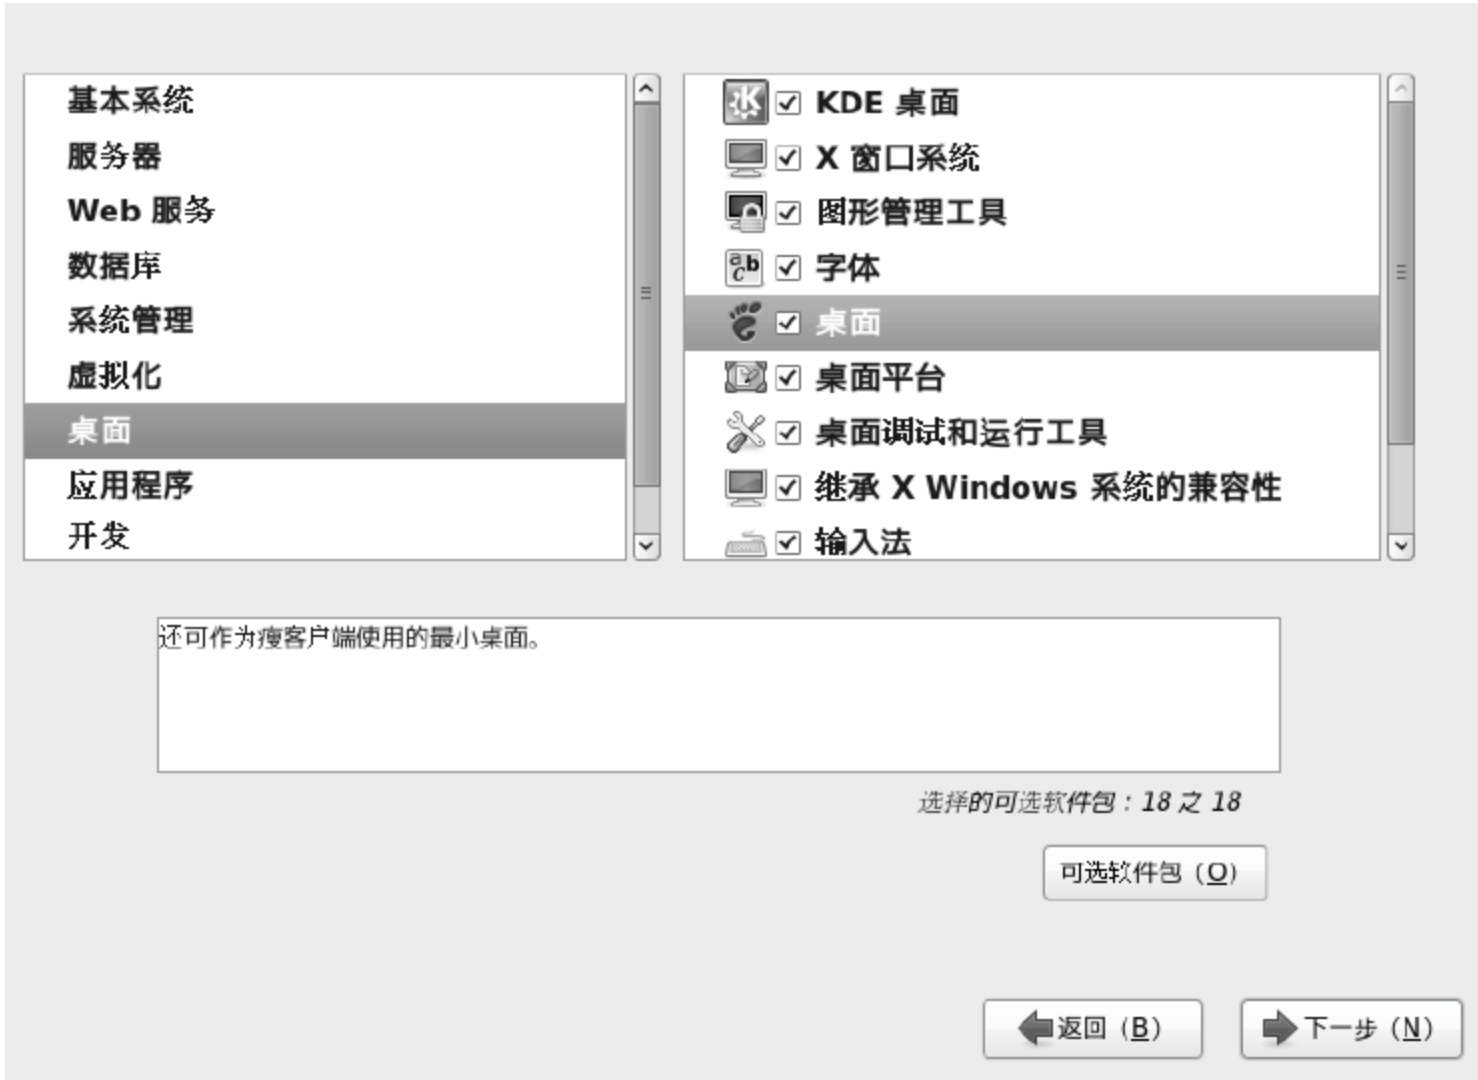 基本系统
服务器
Web 服务
数据库
系统管理
虚拟化
桌面
应用程序
开发
KDE 桌面
X 窗口系统
图形管理工具
字体
桌面
桌面平台
桌面调试和运行工具
继承 X Windows 系统的兼容性
输入法
还可作为瘦客户端使用的最小桌面。
选择的可选软件包：18 之 18
可选软件包（O）
返回（B）
下一步（N）